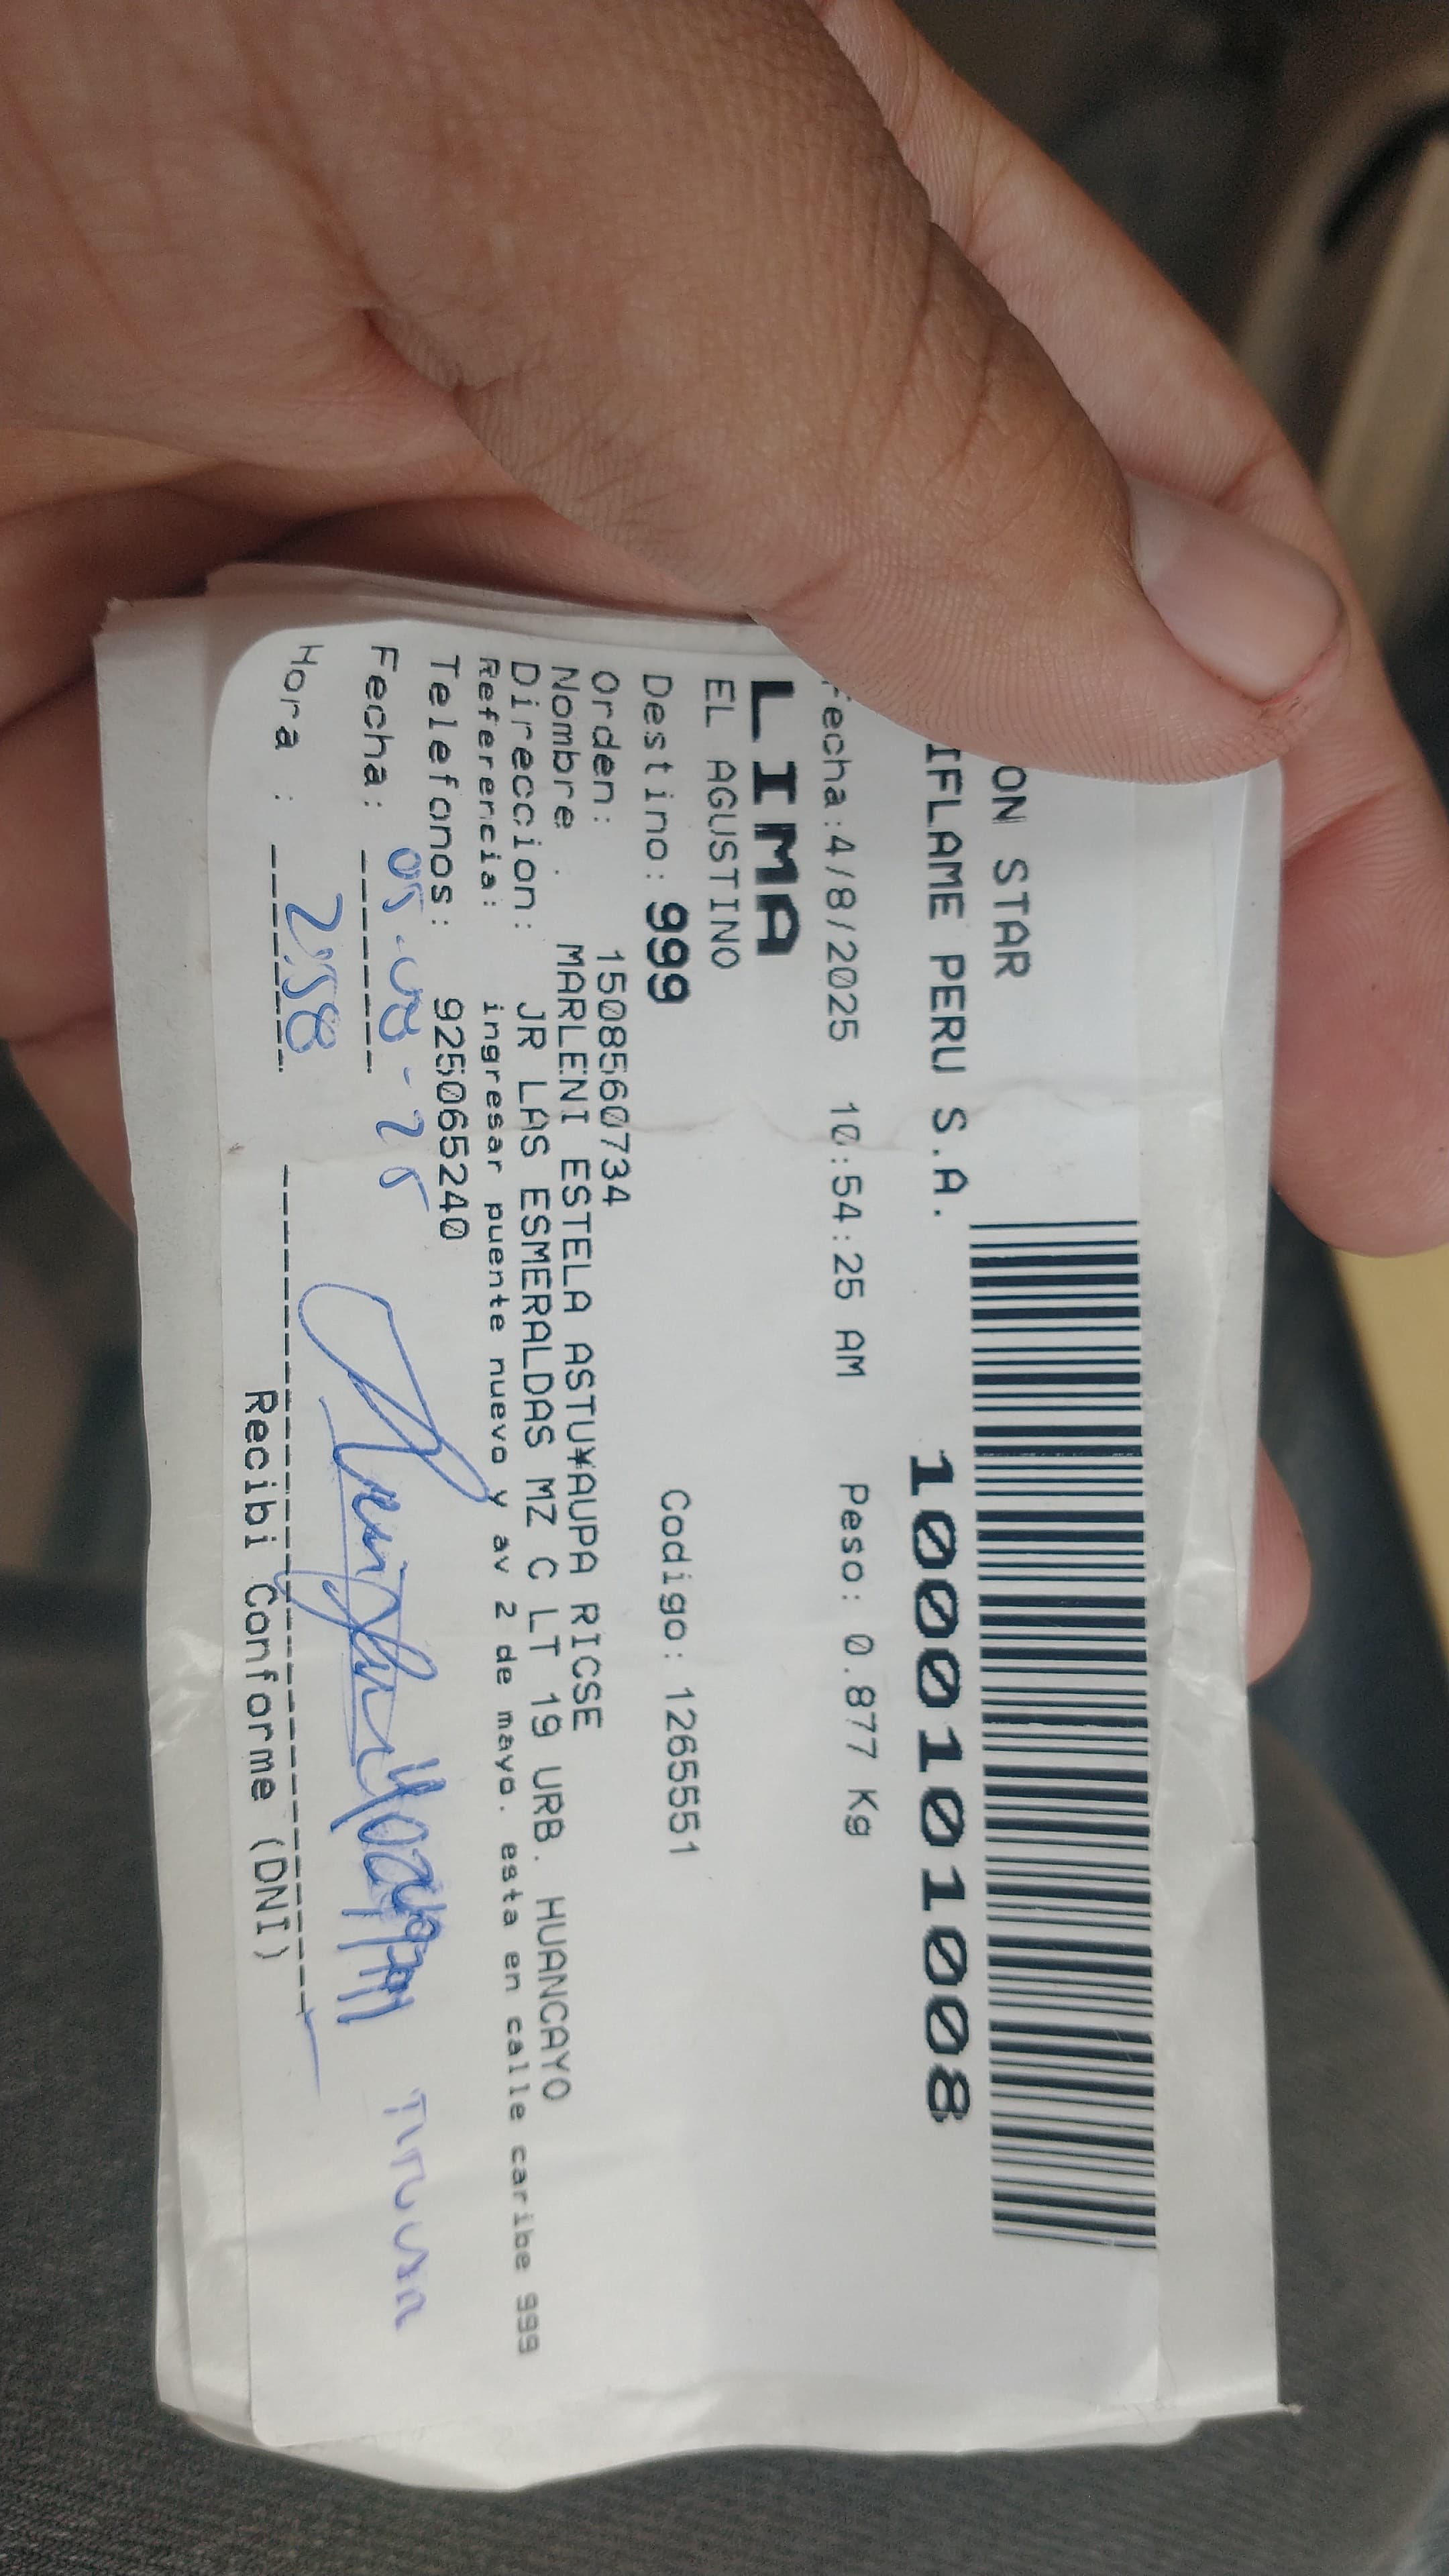 ON STAR
IFLAME PERU S.A. 10001010008
Fecha:4/8/2025 10:54:25 AM Peso: 0.877 Kg
LIMA
EL AGUSTINO
Destino: 999 Codigo: 1265551
Orden: 1508560734
Nombre : MARLENI ESTELA ASTU¥AUPA RICSE
Direccion: JR LAS ESMERALDAS MZ C LT 19 URB. HUANCAYO
Referencia: ingresar puente nuevo y av 2 de mayo. esta en calle caribe 999
Telefonos: 925065240
Fecha: 05-08-25
Hora : 2:58
Recibi Conforme (DNI)